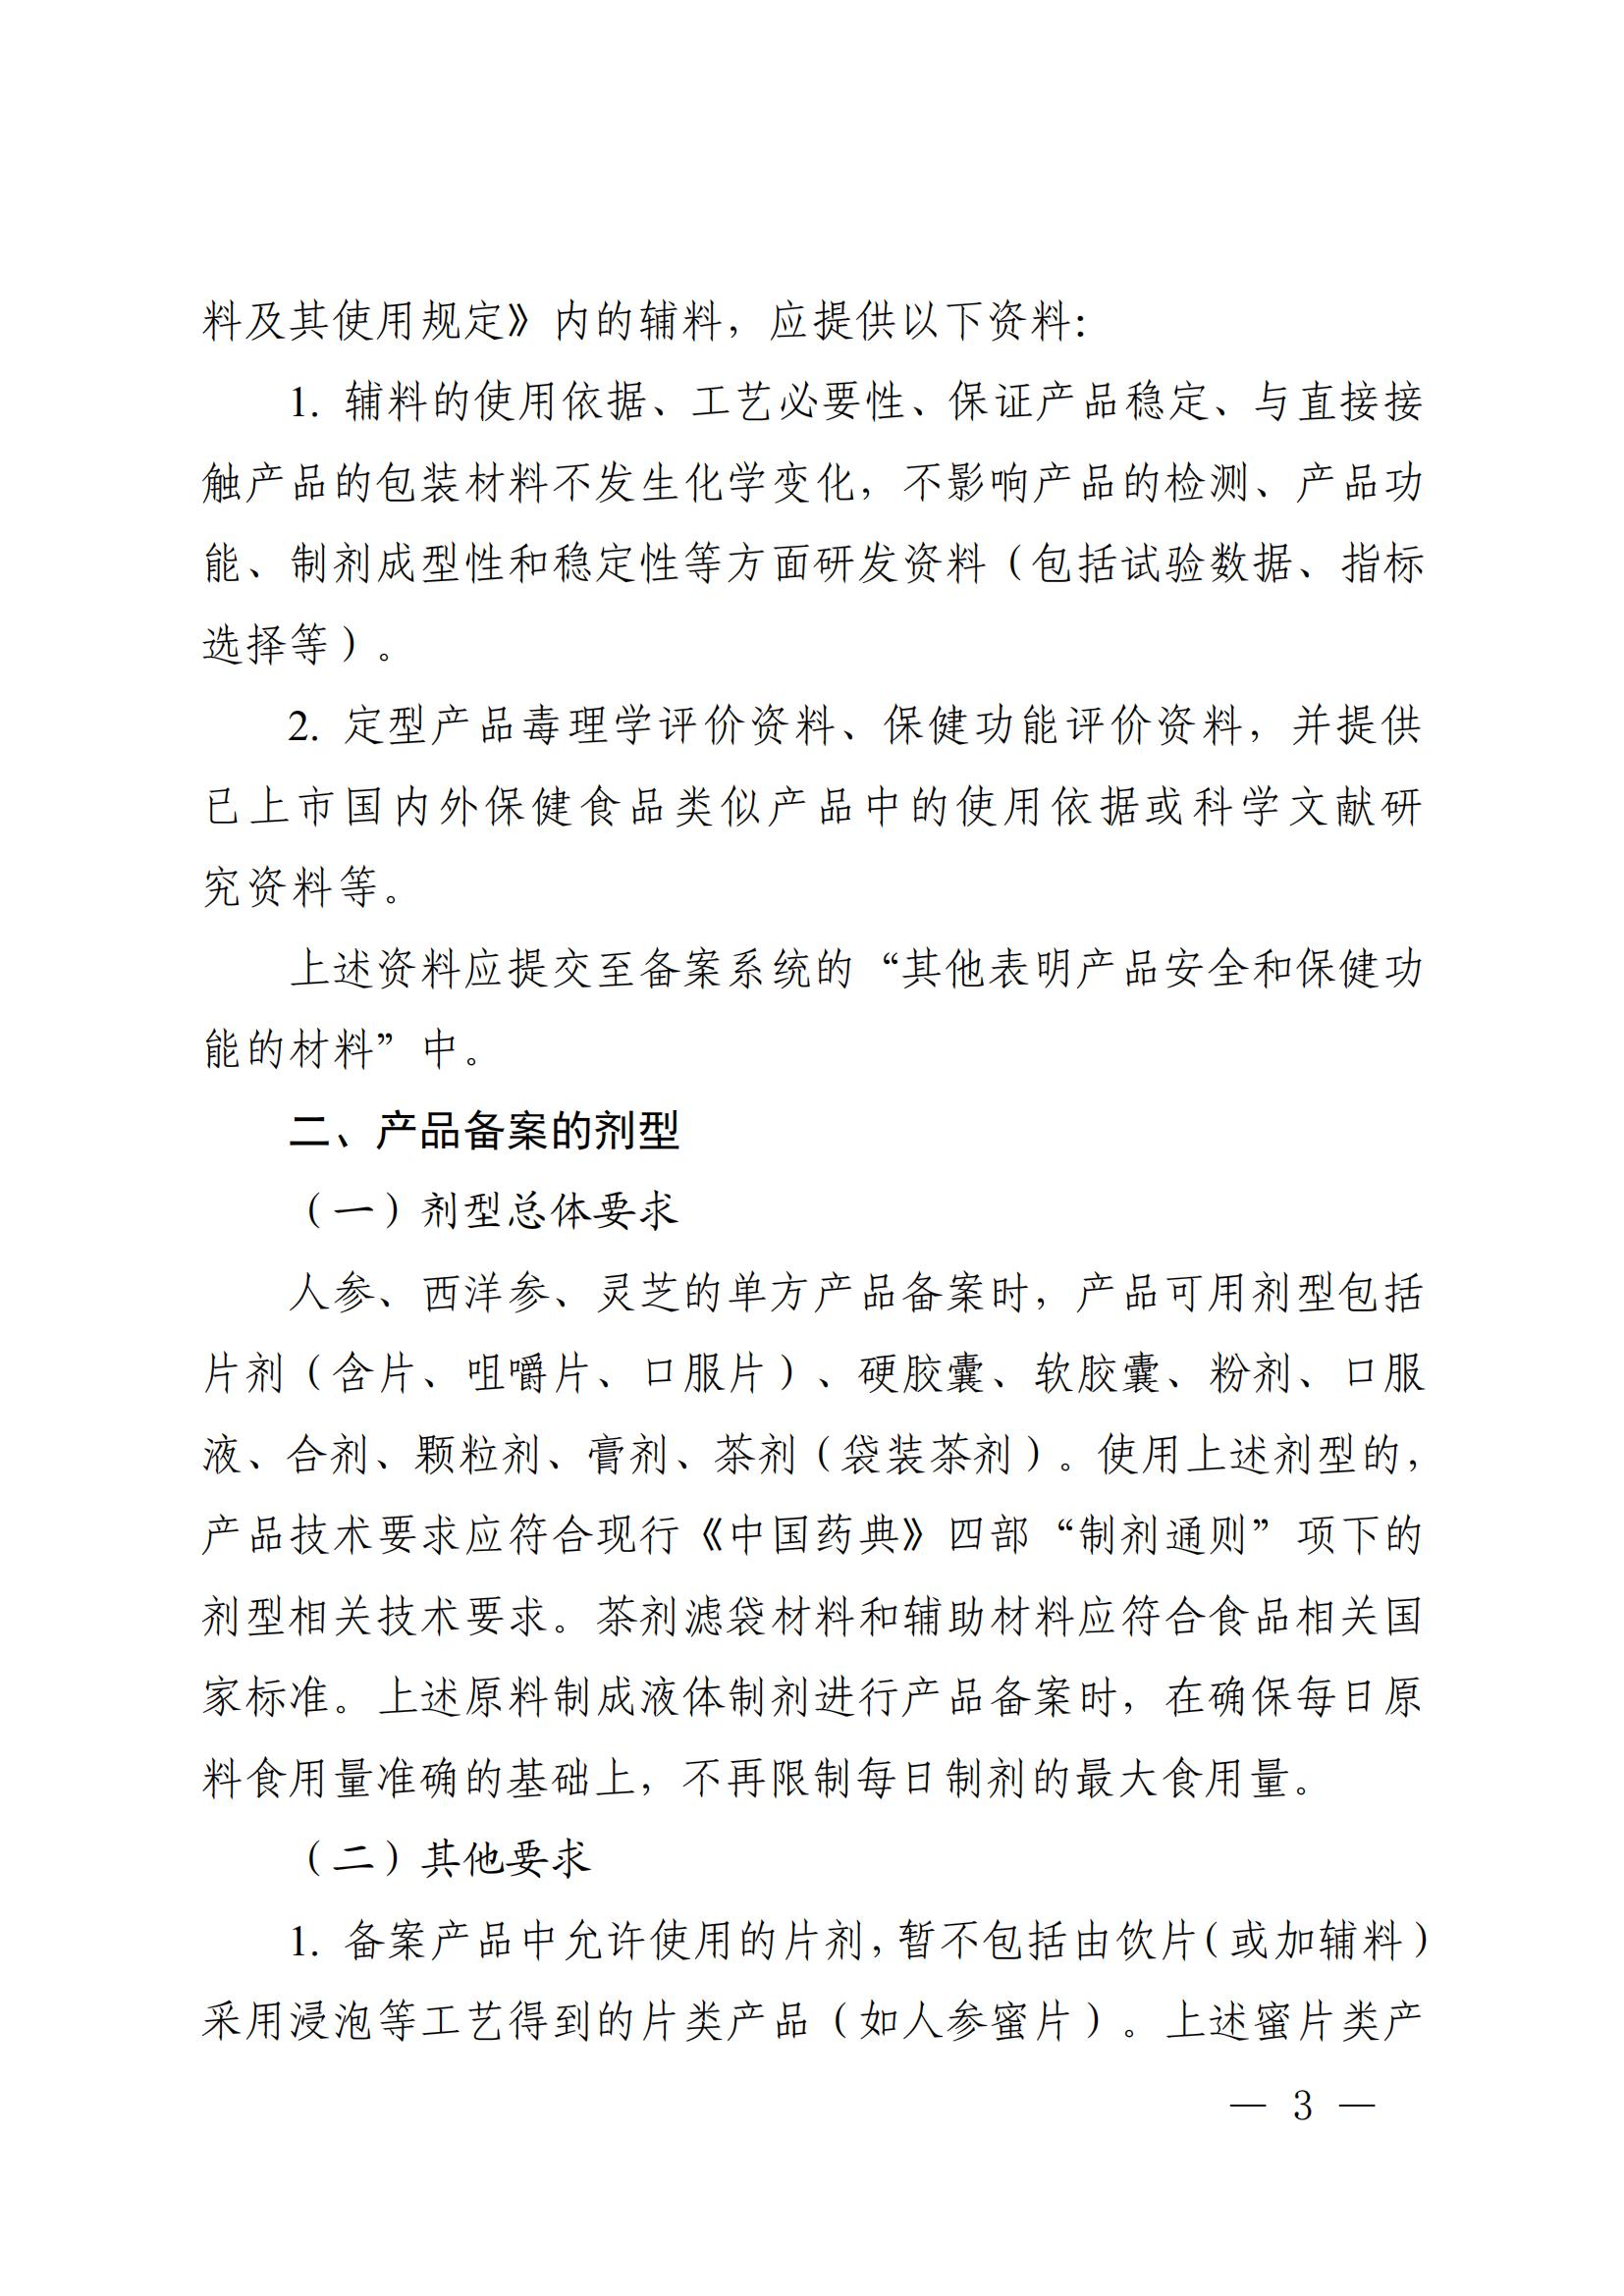 料及其使用规定》内的辅料，应提供以下资料：
1. 辅料的使用依据、工艺必要性、保证产品稳定、与直接接
触产品的包装材料不发生化学变化，不影响产品的检测、产品功
能、制剂成型性和稳定性等方面研发资料（包括试验数据、指标
选择等）。
2. 定型产品毒理学评价资料、保健功能评价资料，并提供
已上市国内外保健食品类似产品中的使用依据或科学文献研
究资料等。
上述资料应提交至备案系统的“其他表明产品安全和保健功
能的材料”中。
二、产品备案的剂型
（一）剂型总体要求
人参、西洋参、灵芝的单方产品备案时，产品可用剂型包括
片剂（含片、咀嚼片、口服片）、硬胶囊、软胶囊、粉剂、口服
液、合剂、颗粒剂、膏剂、茶剂（袋装茶剂）。使用上述剂型的，
产品技术要求应符合现行《中国药典》四部“制剂通则”项下的
剂型相关技术要求。茶剂滤袋材料和辅助材料应符合食品相关国
家标准。上述原料制成液体制剂进行产品备案时，在确保每日原
料食用量准确的基础上，不再限制每日制剂的最大食用量。
（二）其他要求
1. 备案产品中允许使用的片剂，暂不包括由饮片（或加辅料）
采用浸泡等工艺得到的片类产品（如人参蜜片）。上述蜜片类产
— 3 —